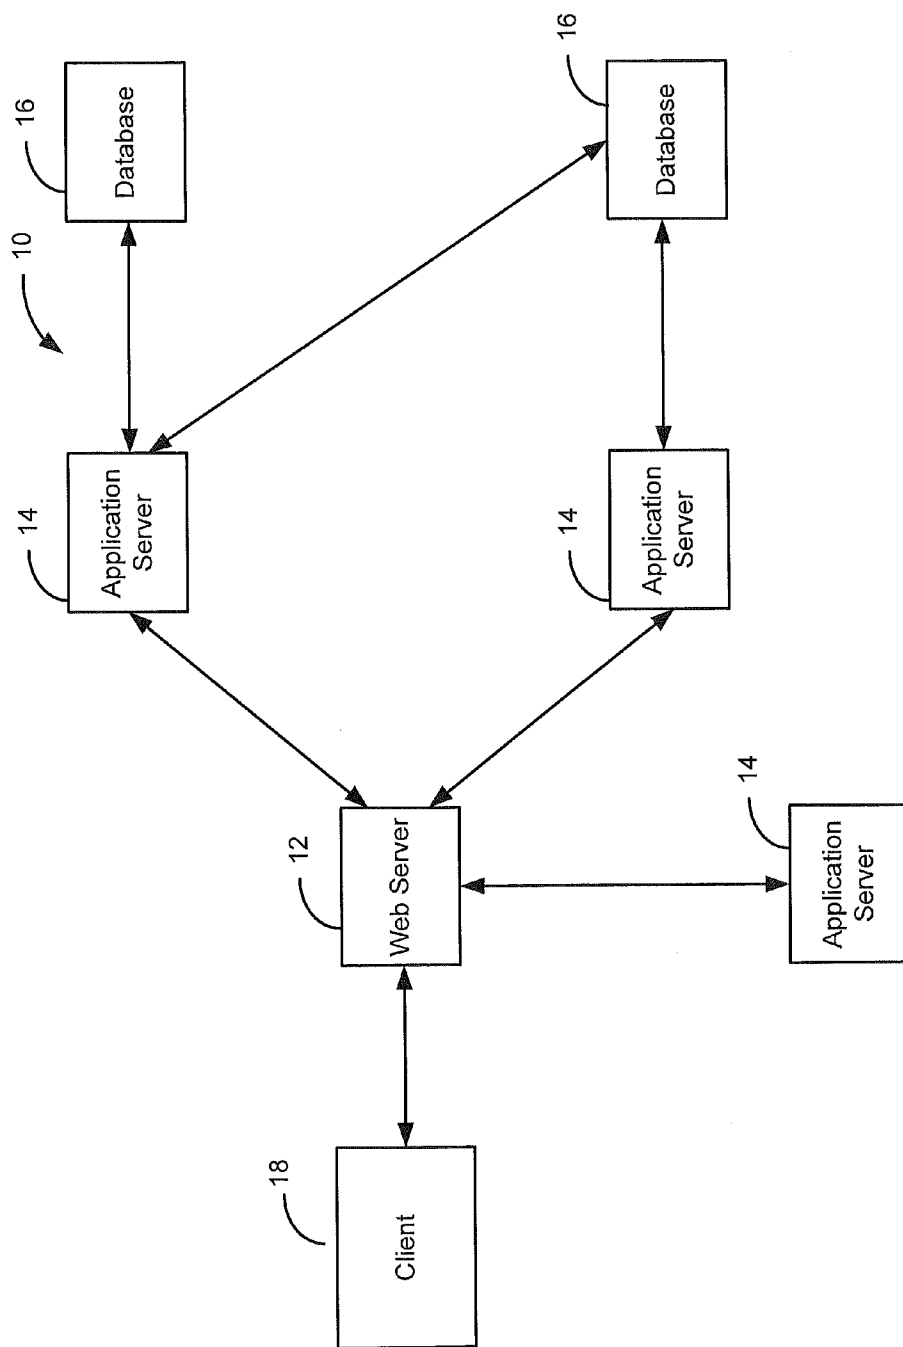 10
16
Database
14
Application
Server
16
Database
14
Application
Server
12
Web Server
14
Application
Server
18
Client